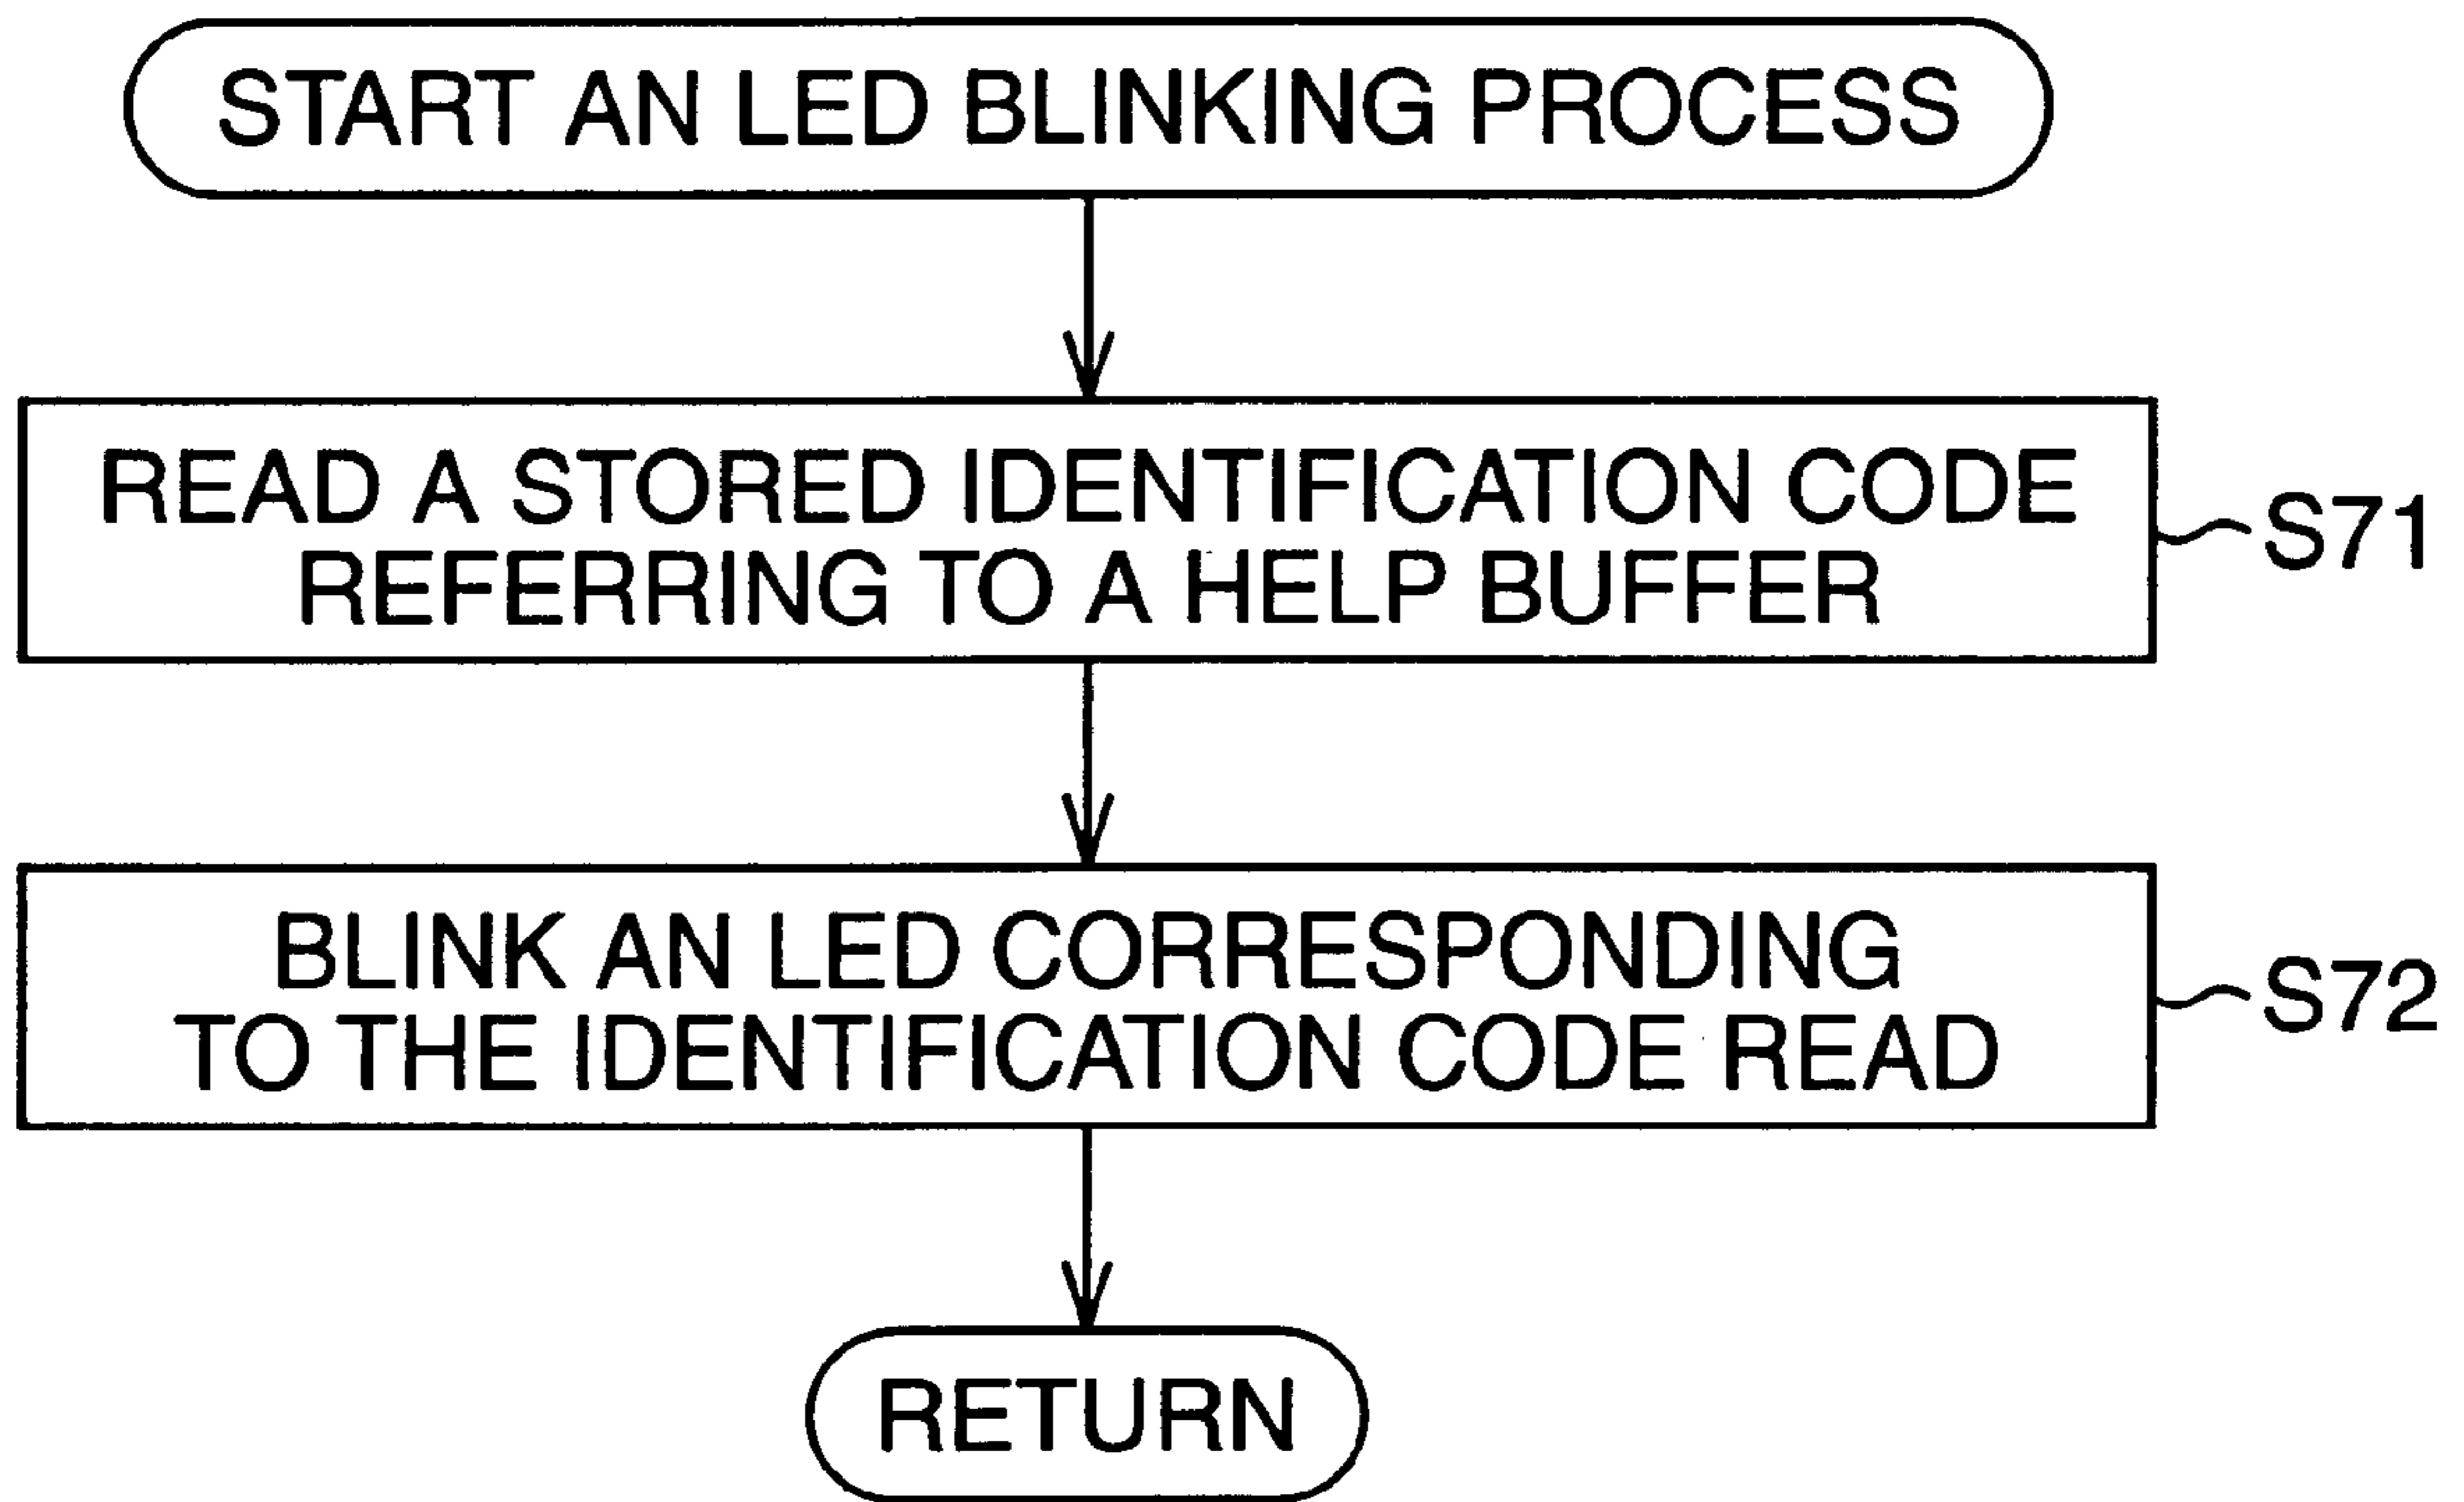 START AN LED BLINKING PROCESS
READ A STORED IDENTIFICATION CODE
REFERRING TO A HELP BUFFER
S71
BLINK AN LED CORRESPONDING
TO THE IDENTIFICATION CODE READ
S72
RETURN